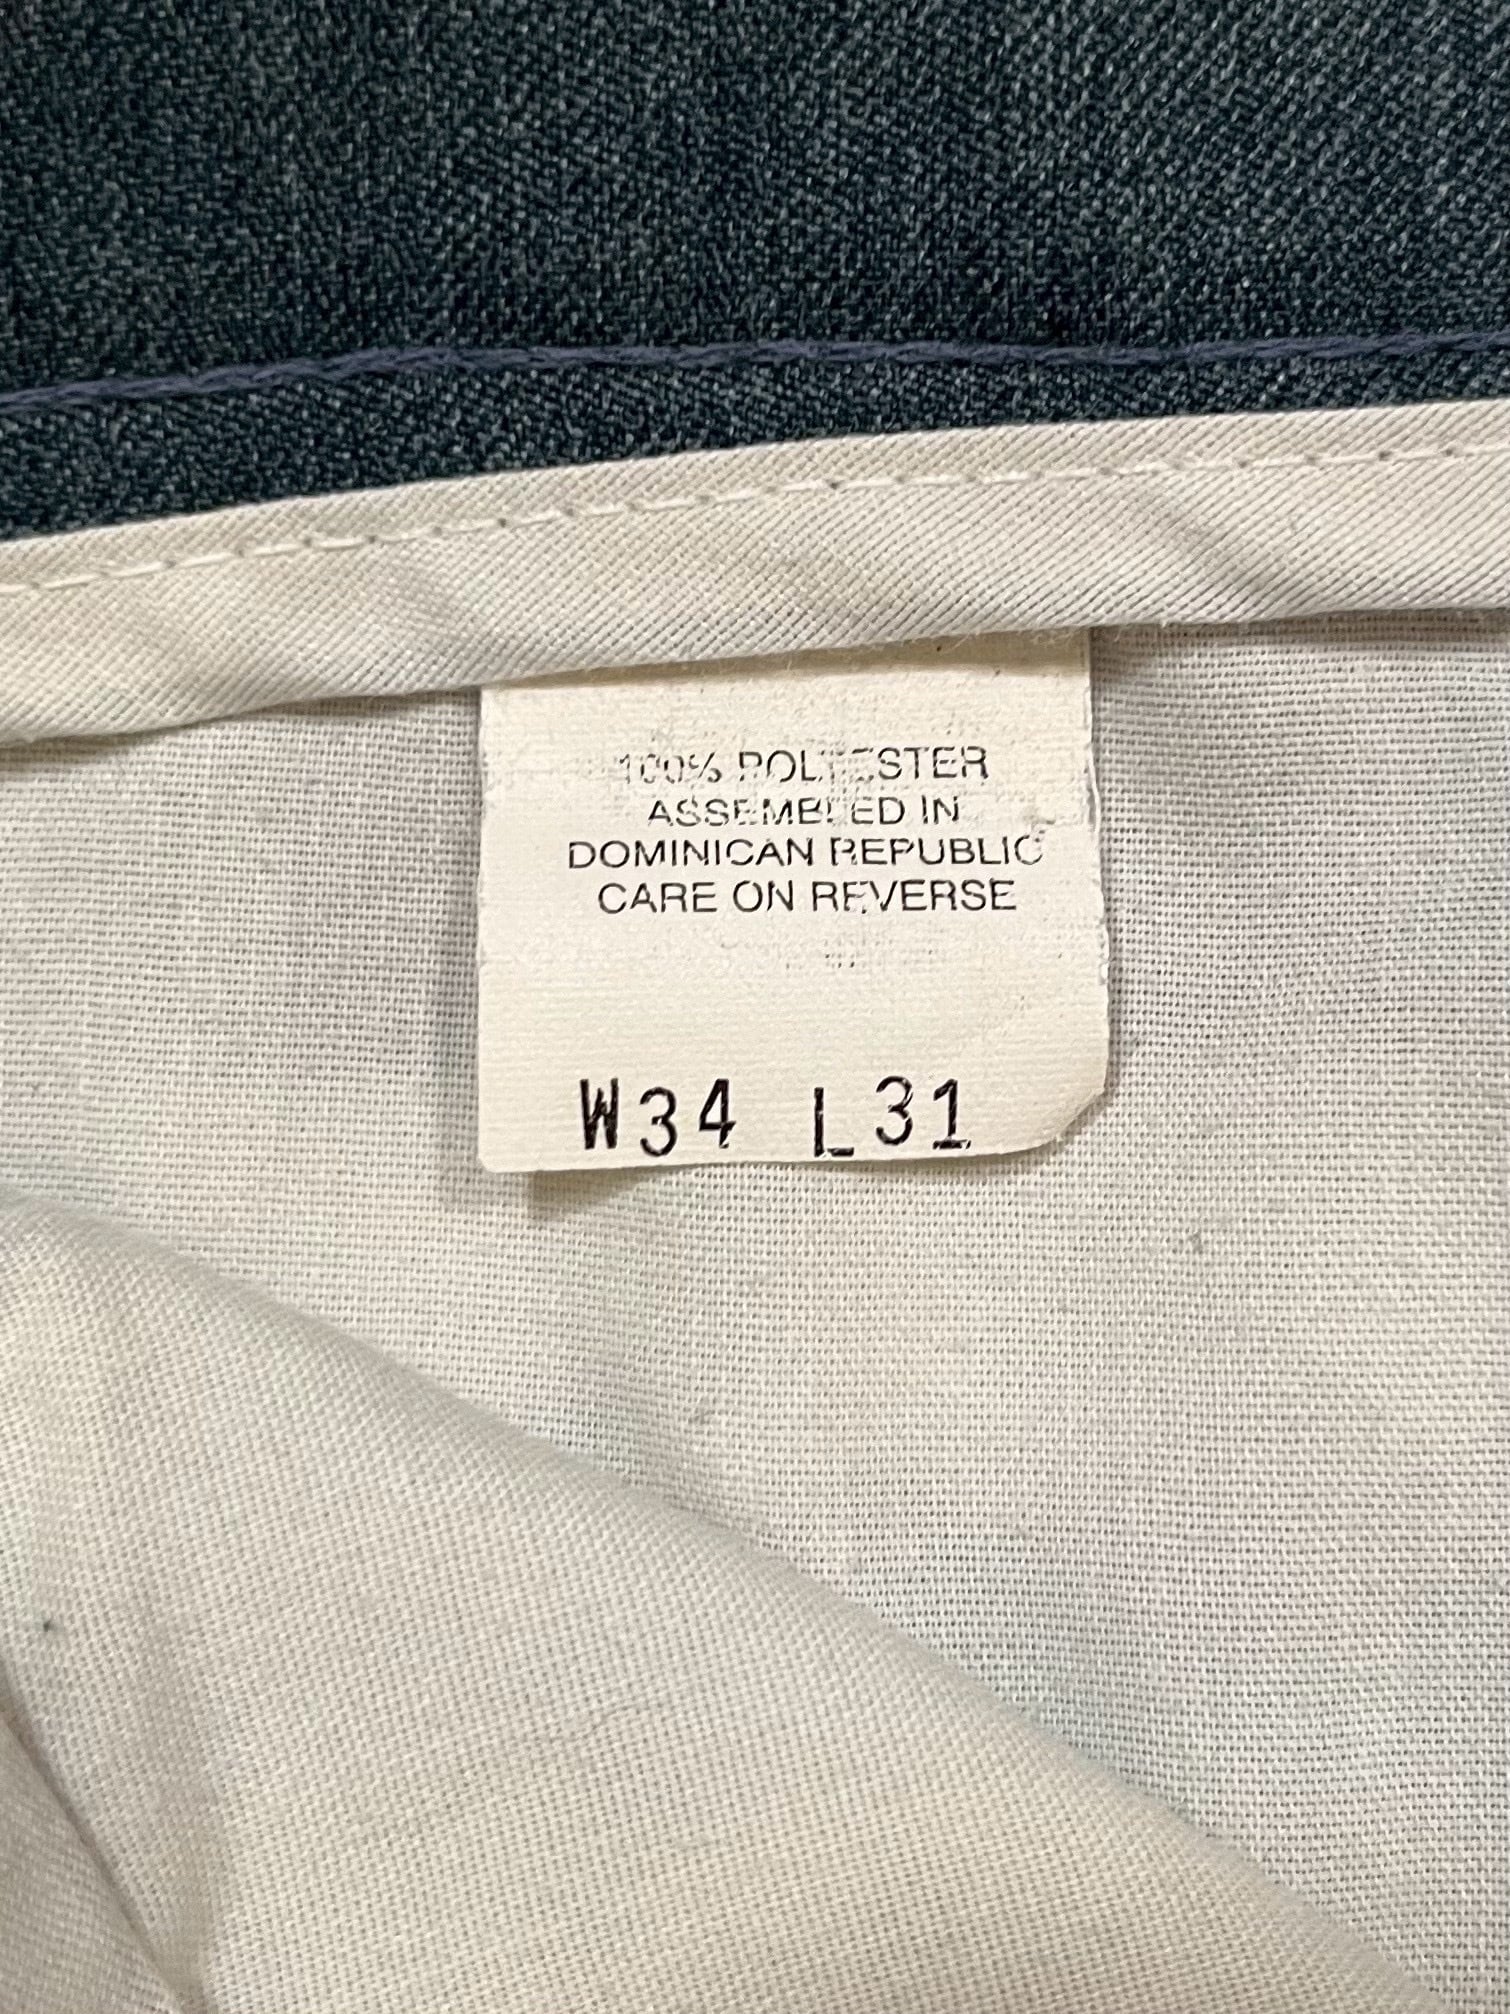 100% POLYESTER
ASSEMBLED IN
DOMINICAN REPUBLIC
CARE ON REVERSE
W34 L31